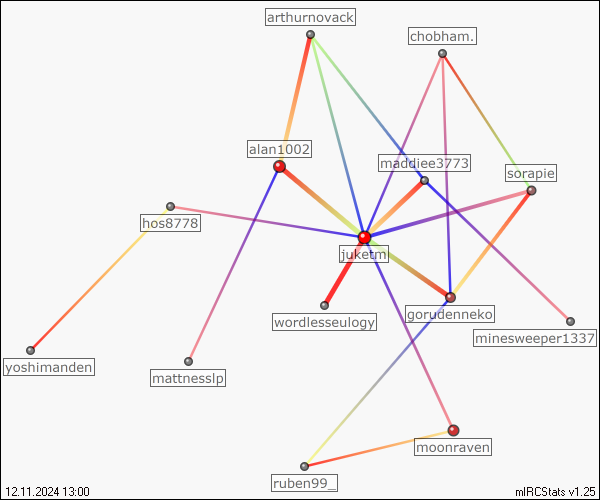 arthurnovack
chobham.
alan1002
maddiee3773
sorapie
hos8778
juketm
wordlesseulogy
gorudenneko
minesweeper1337
yoshimanden
mattnesslp
moonraven
ruben99_
12.11.2024 13:00
mIRCStats v1.25